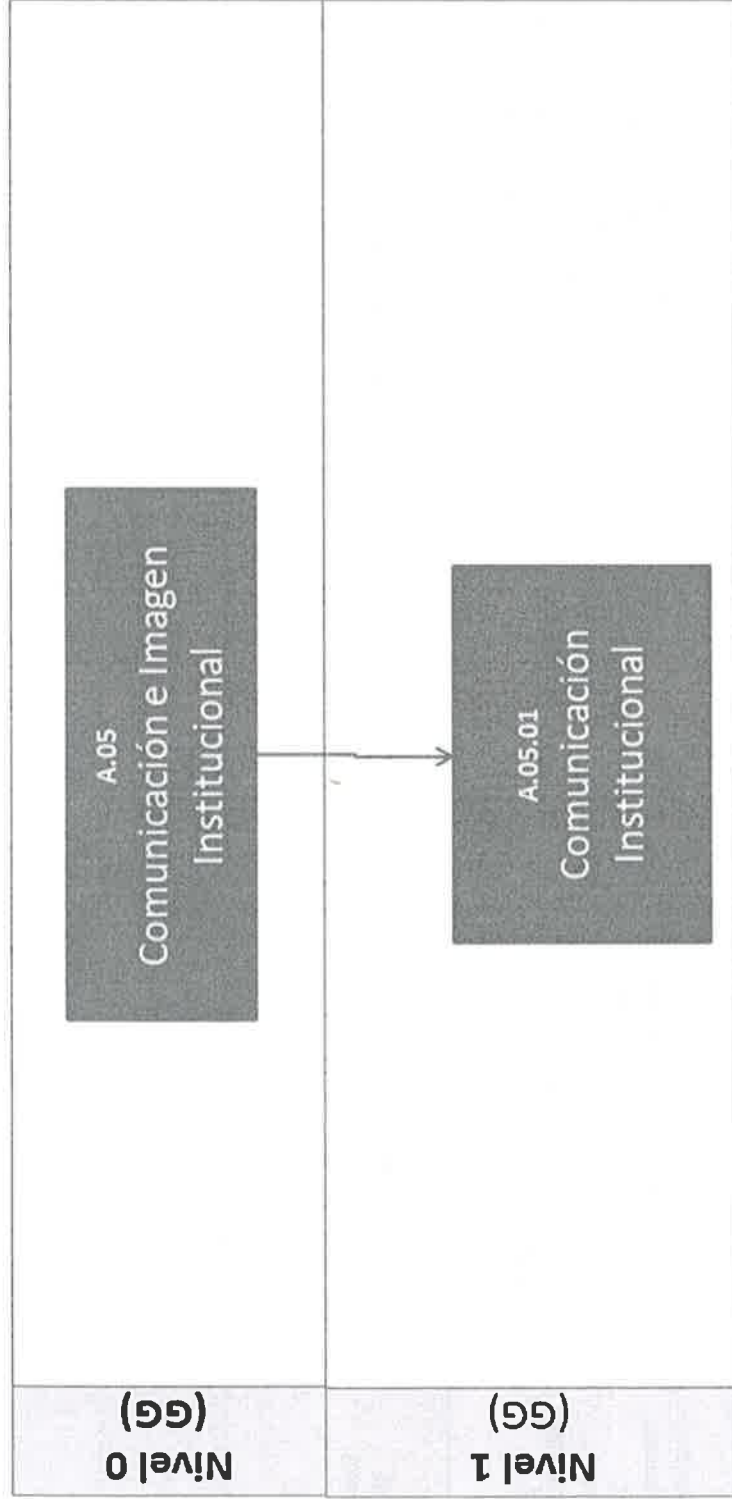 Nivel 0
(GG)
A.05
Comunicación e Imagen
Institucional
Nivel 1
(GG)
A.05.01
Comunicación
Institucional